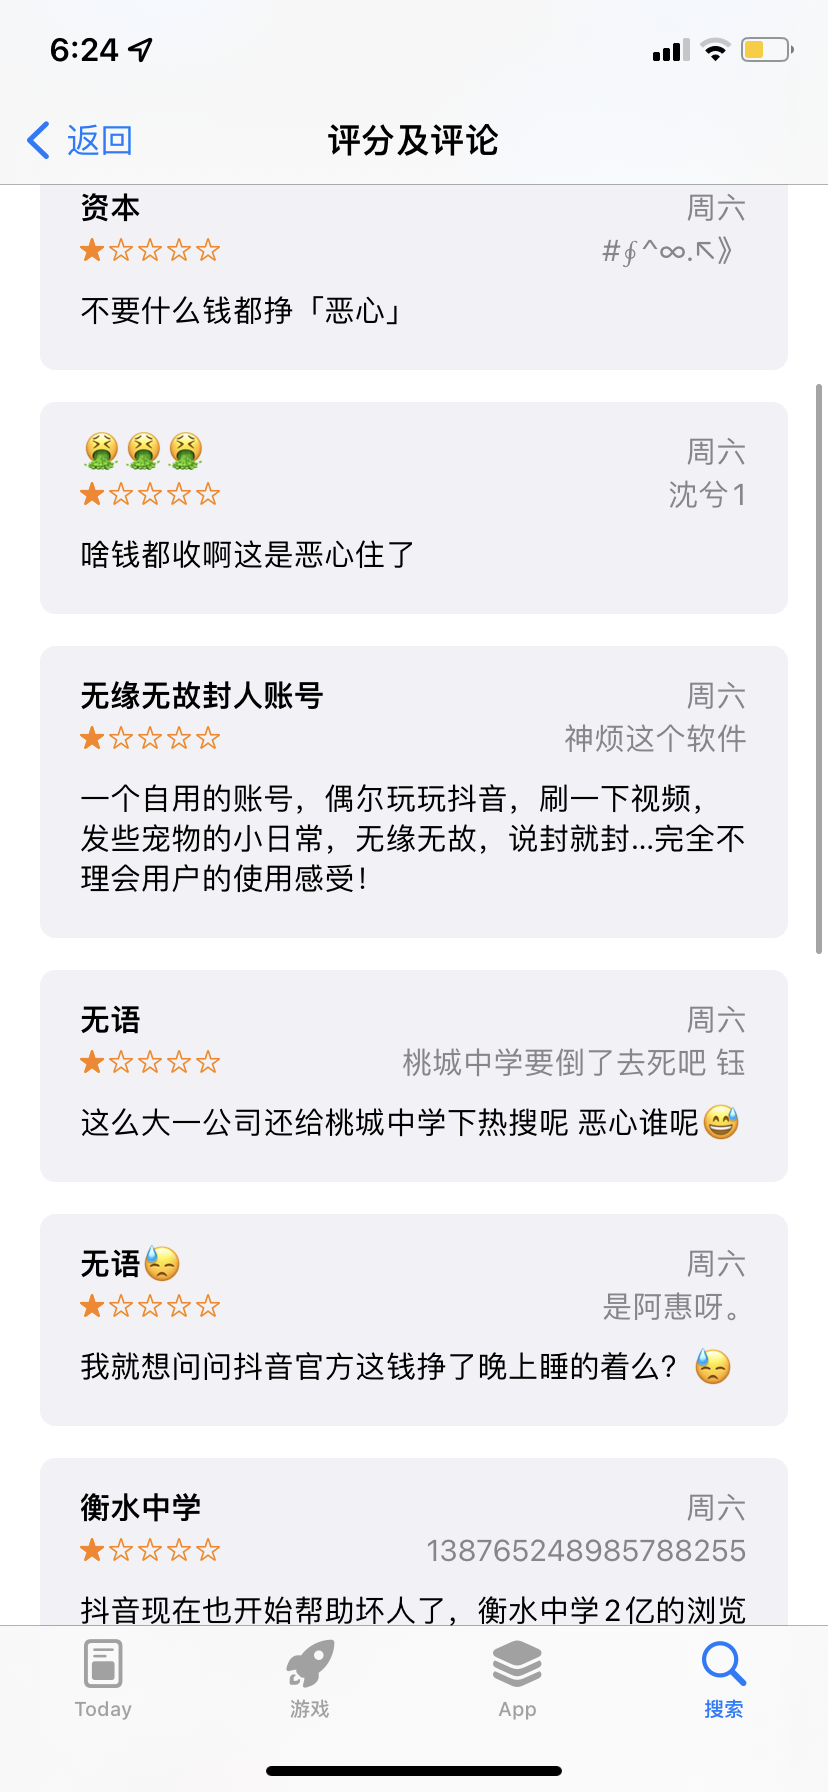 6:24
返回
评分及评论
资本
周六
★☆☆☆☆
#∮^∞.↖》
不要什么钱都挣「恶心」
🤮🤮🤮
周六
★☆☆☆☆
沈兮1
啥钱都收啊这是恶心住了
无缘无故封人账号
周六
★☆☆☆☆
神烦这个软件
一个自用的账号，偶尔玩玩抖音，刷一下视频，
发些宠物的小日常，无缘无故，说封就封...完全不
理会用户的使用感受！
无语
周六
★☆☆☆☆
桃城中学要倒了去死吧 钰
这么大一公司还给桃城中学下热搜呢 恶心谁呢😅
无语😓
周六
★☆☆☆☆
是阿惠呀。
我就想问问抖音官方这钱挣了晚上睡的着么？😓
衡水中学
周六
★☆☆☆☆
138765248985788255
抖音现在也开始帮助坏人了，衡水中学2亿的浏览
Today
游戏
App
搜索